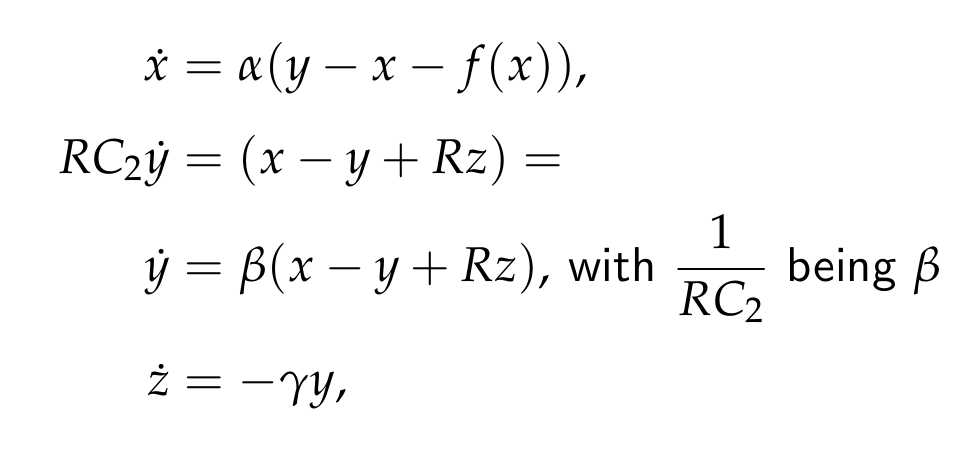 ẋ = α(y − x − f(x)),
RC₂ẏ = (x − y + Rz) =
ẏ = β(x − y + Rz), with 1/RC₂ being β
ż = −γy,